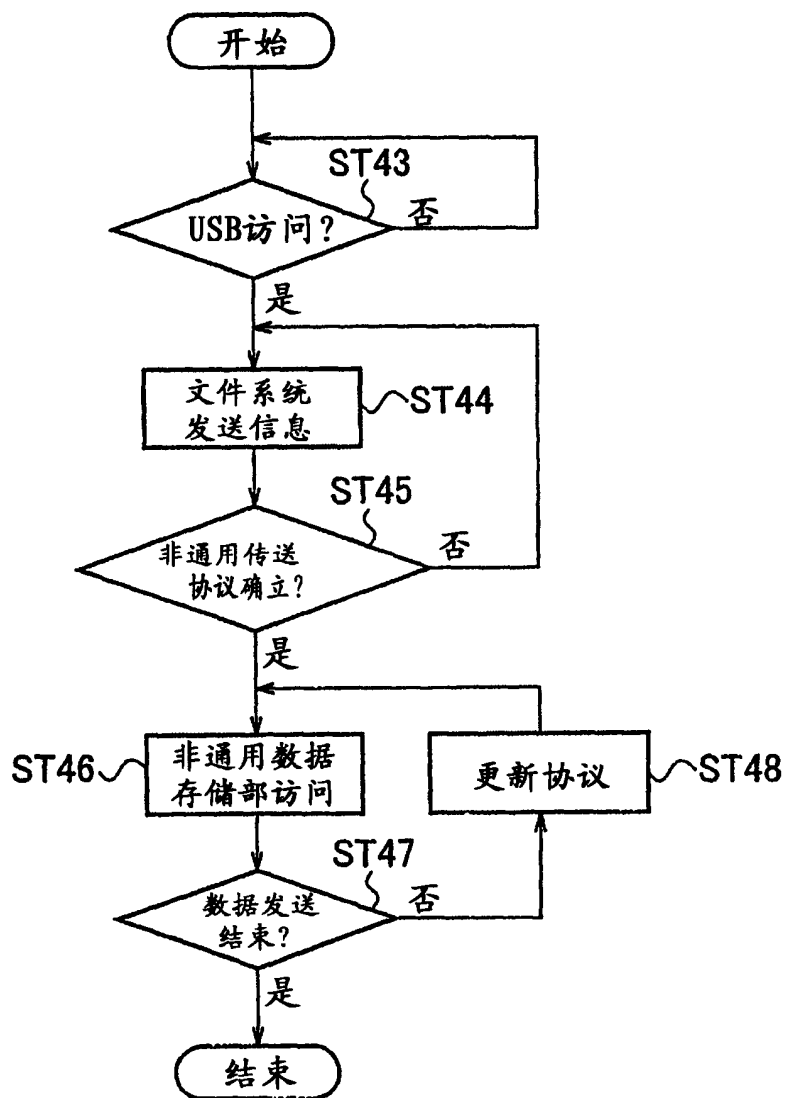 开始
ST43
USB访问?
否
是
文件系统
发送信息
ST44
ST45
非通用传送
协议确立?
否
是
ST46
非通用数据
存储部访问
更新协议
ST48
ST47
数据发送
结束?
否
是
结束